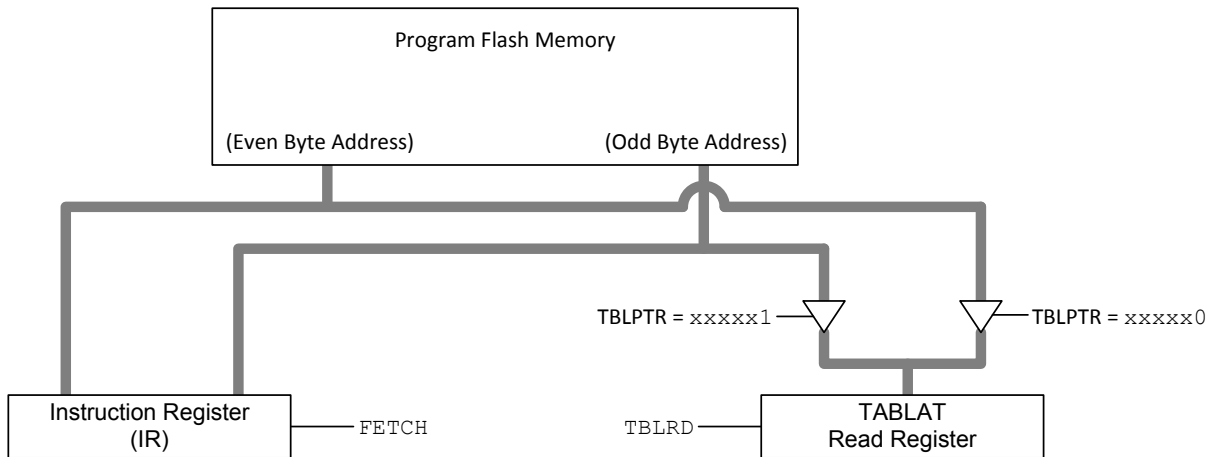 Program Flash Memory
(Even Byte Address) (Odd Byte Address)
TBLPTR = xxxxx1 TBLPTR = xxxxx0
Instruction Register
(IR)
FETCH
TBLRD
TABLAT
Read Register